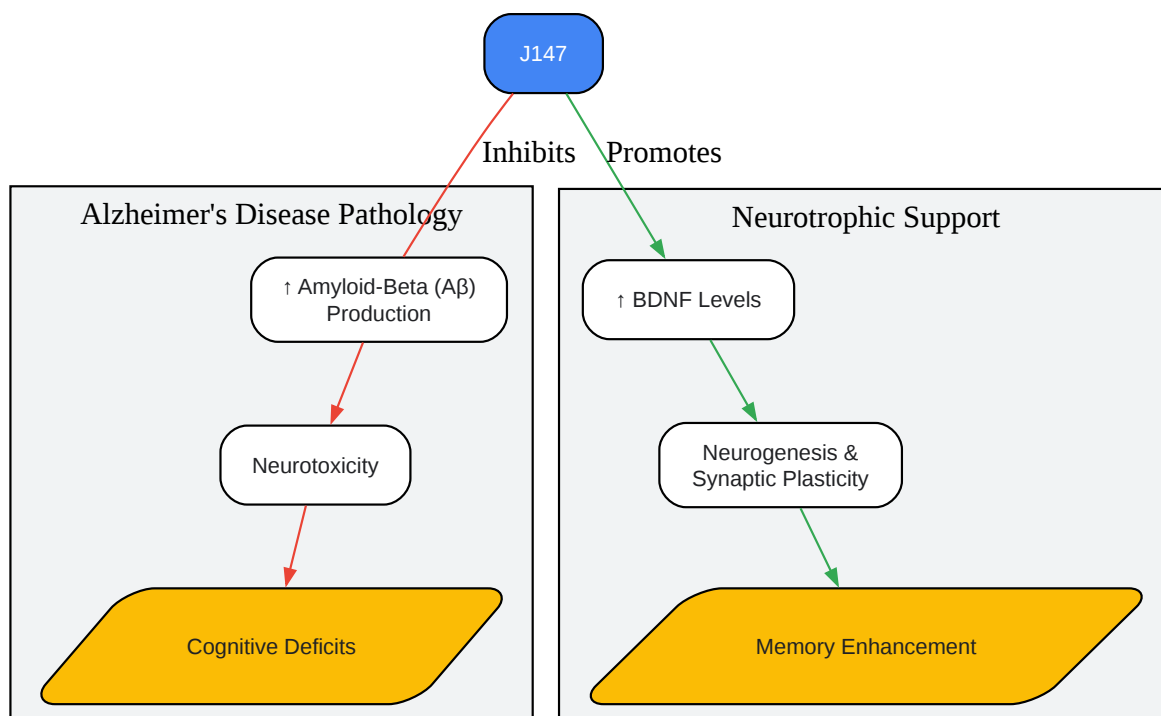 J147
Inhibits
Promotes
Alzheimer's Disease Pathology
↑ Amyloid-Beta (Aβ)
Production
Neurotoxicity
Cognitive Deficits
Neurotrophic Support
↑ BDNF Levels
Neurogenesis &
Synaptic Plasticity
Memory Enhancement